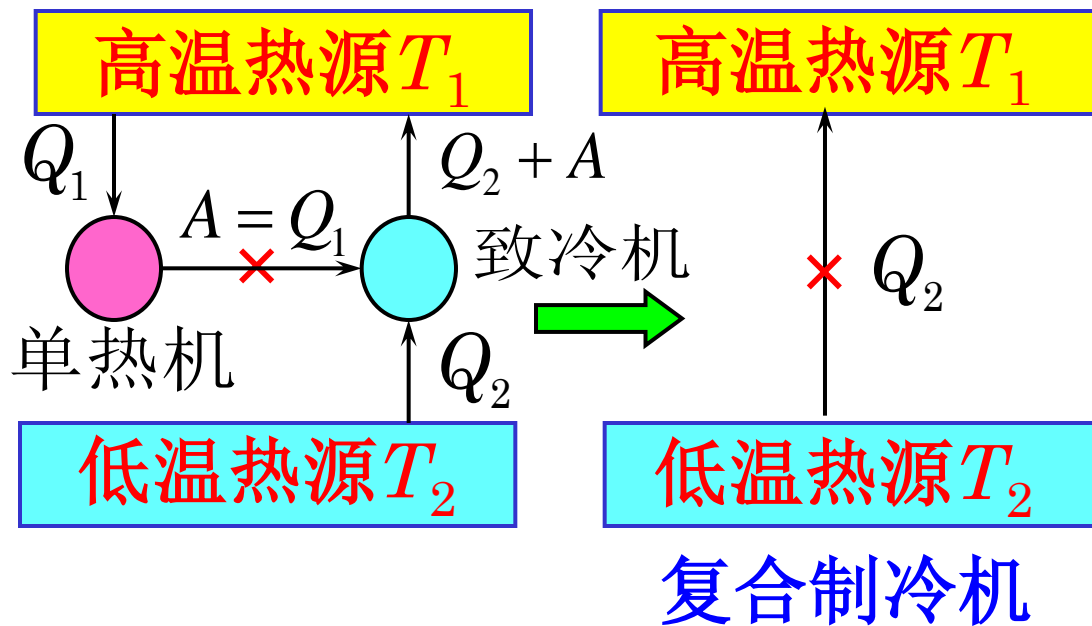 高温热源T₁
高温热源T₁
Q₁
A = Q₁
Q₂ + A
致冷机
Q₂
单热机
Q₂
低温热源T₂
低温热源T₂
复合制冷机